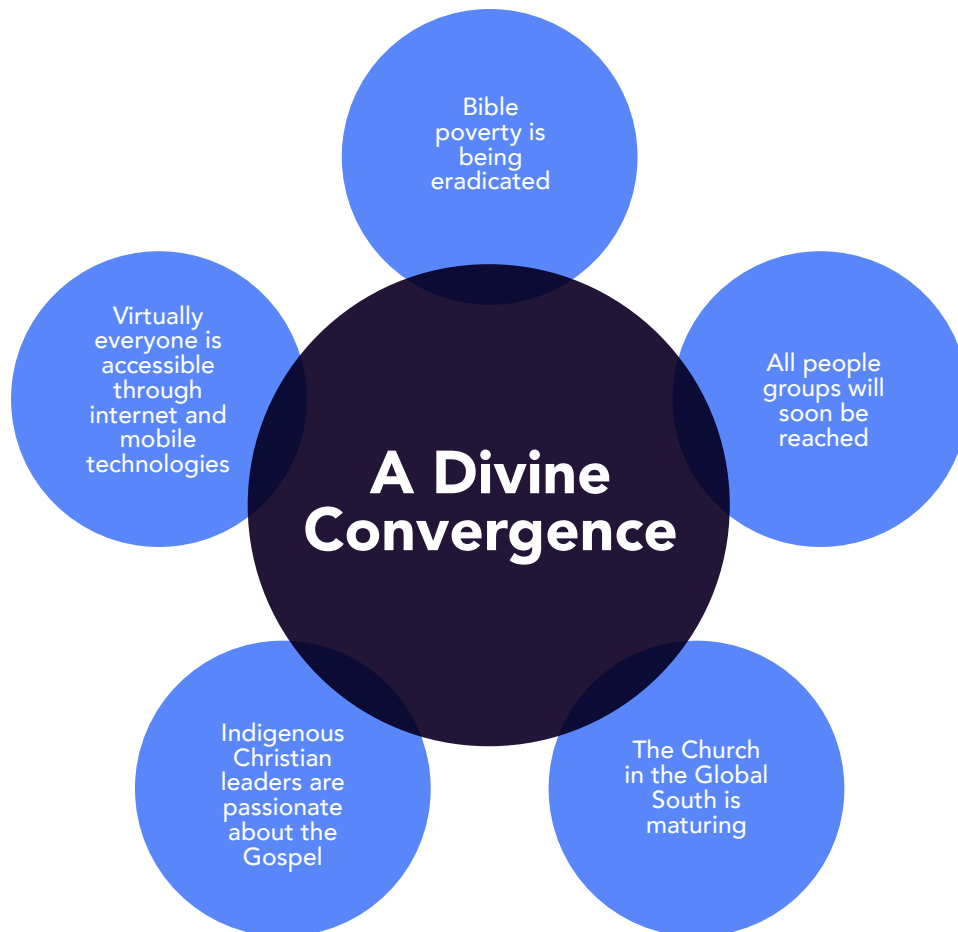 Bible
poverty is
being
eradicated
Virtually
everyone is
accessible
through
internet and
mobile
technologies
All people
groups will
soon be
reached
A Divine
Convergence
Indigenous
Christian
leaders are
passionate
about the
Gospel
The Church
in the Global
South is
maturing